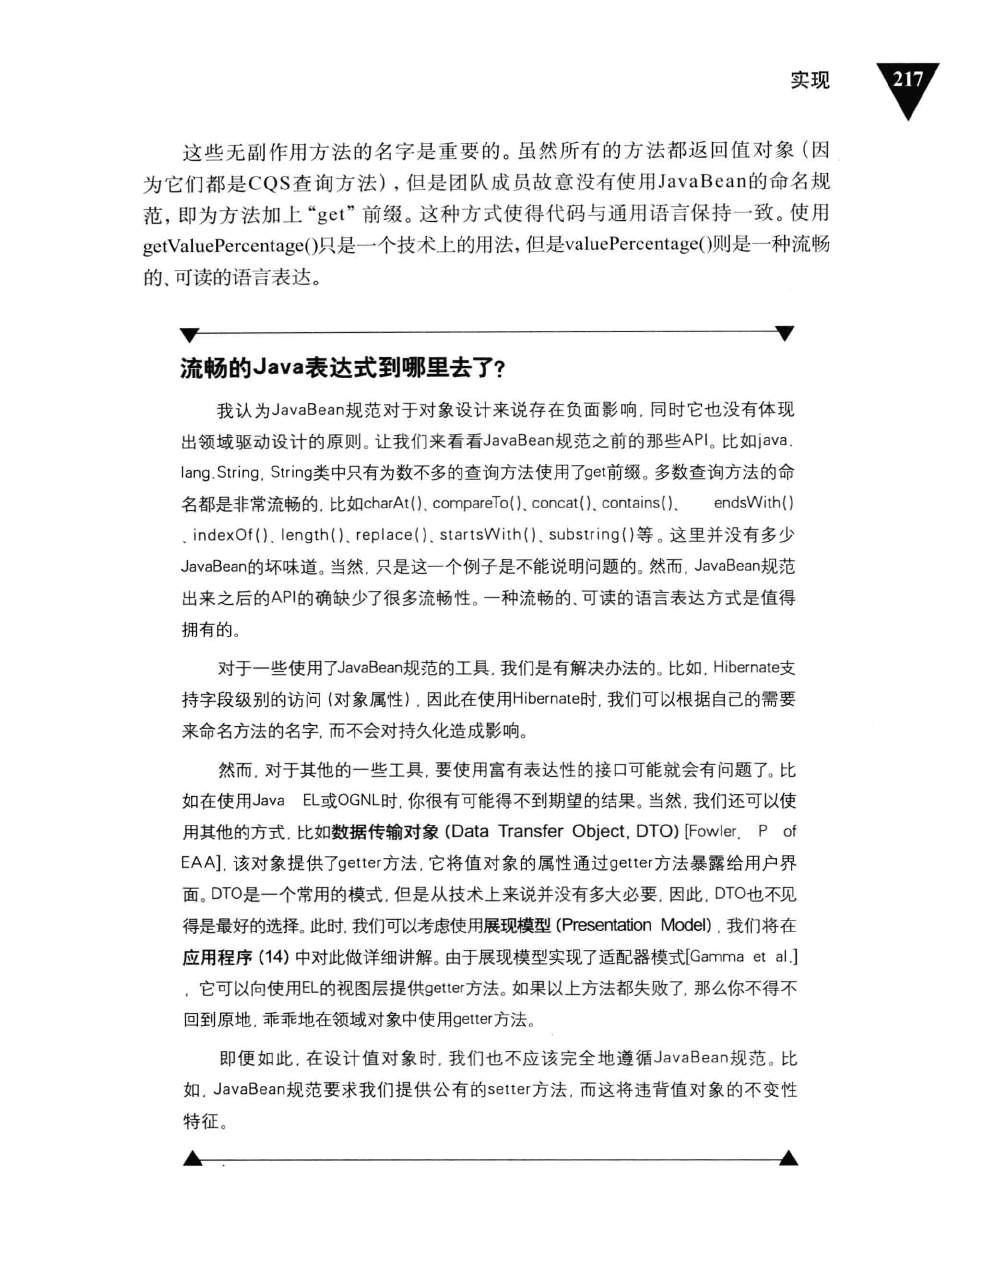 实现
217
这些无副作用方法的名字是重要的。虽然所有的方法都返回值对象（因
为它们都是CQS查询方法），但是团队成员故意没有使用JavaBean的命名规
范，即为方法加上“get”前缀。这种方式使得代码与通用语言保持一致。使用
getValuePercentage()只是一个技术上的用法，但是valuePercentage()则是一种流畅
的、可读的语言表达。
流畅的Java表达式到哪里去了？
我认为JavaBean规范对于对象设计来说存在负面影响，同时它也没有体现
出领域驱动设计的原则。让我们来看看JavaBean规范之前的那些API。比如java.
lang.String，String类中只有为数不多的查询方法使用了get前缀。多数查询方法的命
名都是非常流畅的，比如charAt()、compareTo()、concat()、contains()、 endsWith()
、indexOf()、length()、replace()、startsWith()、substring()等。这里并没有多少
JavaBean的坏味道。当然，只是这一个例子是不能说明问题的。然而，JavaBean规范
出来之后的API的确缺少了很多流畅性。一种流畅的、可读的语言表达方式是值得
拥有的。
对于一些使用了JavaBean规范的工具，我们是有解决办法的。比如，Hibernate支
持字段级别的访问（对象属性），因此在使用Hibernate时，我们可以根据自己的需要
来命名方法的名字，而不会对持久化造成影响。
然而，对于其他的一些工具，要使用富有表达性的接口可能就会有问题了。比
如在使用Java EL或OGNL时，你很有可能得不到期望的结果。当然，我们还可以使
用其他的方式，比如数据传输对象（Data Transfer Object，DTO）[Fowler， P of
EAA]，该对象提供了getter方法，它将值对象的属性通过getter方法暴露给用户界
面。DTO是一个常用的模式，但是从技术上来说并没有多大必要，因此，DTO也不见
得是最好的选择。此时，我们可以考虑使用展现模型（Presentation Model），我们将在
应用程序（14）中对此做详细讲解。由于展现模型实现了适配器模式[Gamma et al.]
，它可以向使用EL的视图层提供getter方法。如果以上方法都失败了，那么你不得不
回到原地，乖乖地在领域对象中使用getter方法。
即便如此，在设计值对象时，我们也不应该完全地遵循JavaBean规范。比
如，JavaBean规范要求我们提供公有的setter方法，而这将违背值对象的不变性
特征。